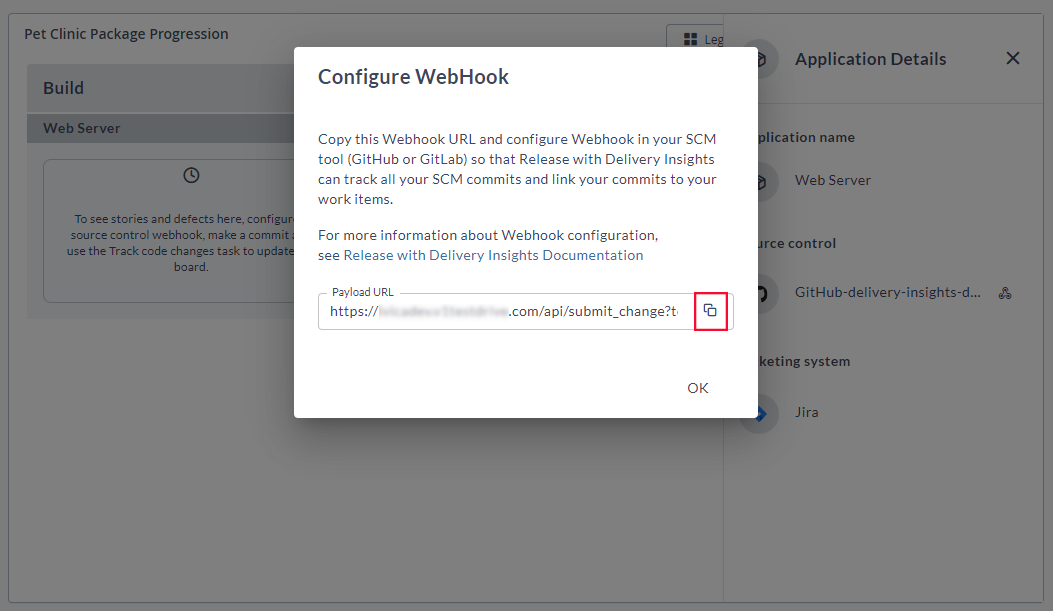 Pet Clinic Package Progression
Leg
Build
Web Server
To see stories and defects here, configur
source control webhook, make a commit a
use the Track code changes task to update
board.
Configure WebHook
Copy this Webhook URL and configure Webhook in your SCM
tool (GitHub or GitLab) so that Release with Delivery Insights
can track all your SCM commits and link your commits to your
work items.
For more information about Webhook configuration,
see Release with Delivery Insights Documentation
Payload URL
https:// .com/api/submit_change?t
OK
Application Details
plication name
Web Server
urce control
GitHub-delivery-insights-d...
keting system
Jira